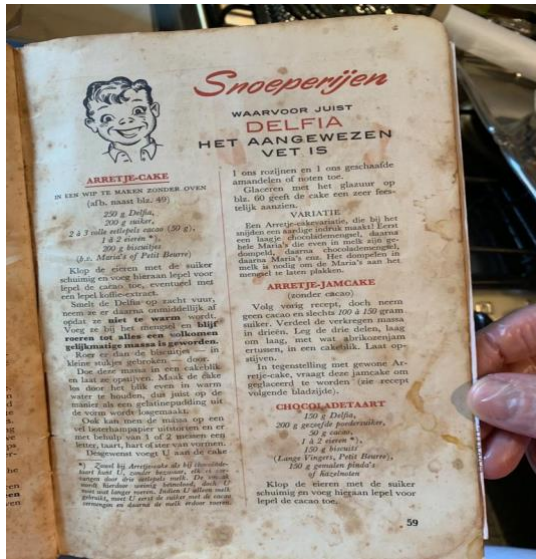 Snoeperijen
WAARVOOR JUIST
DELFIA
HET AANGEWEZEN
VET IS
ARRETJE-CAKE
IN EEN WIP TE MAKEN ZONDER OVEN
(afb. naast blz. 49)
250 g Delfia,
200 g suiker,
2 à 3 volle eetlepels cacao (50 g),
1 à 2 eieren *),
200 g biscuitjes
(b.v. Maria's of Petit Beurre)
Klop de eieren met de suiker
schuimig en voeg hieraan lepel voor
lepel de cacao toe, eventueel met
een lepel koffie-extract.
Smelt de Delfia op zacht vuur,
neem ze er daarna onmiddellijk af
opdat ze niet te warm wordt.
Voeg ze bij het mengsel en blijf
roeren tot alles een volkomen
gelijkmatige massa is geworden.
Roer er dan de biscuitjes — in
kleine stukjes gebroken — door.
Doe deze massa in een cakeblik
en laat ze opstijven. Maak de cake
los door het blik even in warm
water te houden, dus juist op de
manier als een gelatinepudding uit
de vorm wordt losgemaakt.
Ook kan men de massa op een
vel boterhampapier uitstorten en er
met behulp van 1 of 2 messen een
letter, taart, hart of ster van vormen.
Desgewenst voegt U aan de cake
1 ons rozijnen en 1 ons geschaafde
amandelen of noten toe.
Glaceren met het glazuur op
blz. 60 geeft de cake een zeer fees-
telijk aanzien.
VARIATIE
Een Arretje-cakevariatie, die bij het
snijden een aardige indruk maakt! Eerst
een laagje chocolademengsel, daarna
hele Maria's die even in melk zijn ge-
dompeld, daarna chocolademengsel,
daarna Maria's enz. Het dompelen in
melk is nodig om de Maria's aan het
mengsel te laten plakken.
ARRETJE-JAMCAKE
(zonder cacao)
Volg vorig recept, doch neem
geen cacao en slechts 100 à 150 gram
suiker. Verdeel de verkregen massa
in drieën. Leg de drie delen, laag
om laag, met wat abrikozenjam
ertussen, in een cakeblik. Laat op-
stijven.
In tegenstelling met gewone Ar-
retje-cake, vraagt deze jamcake om
geglaceerd te worden (zie recept
volgende bladzijde).
CHOCOLADETAART
150 g Delfia,
200 g gezeefde poedersuiker,
50 g cacao,
1 à 2 eieren *),
150 g biscuits
(Lange Vingers, Petit Beurre),
150 g gemalen pinda's
of hazelnoten
Klop de eieren met de suiker
schuimig en voeg hieraan lepel voor
lepel de cacao toe.
59